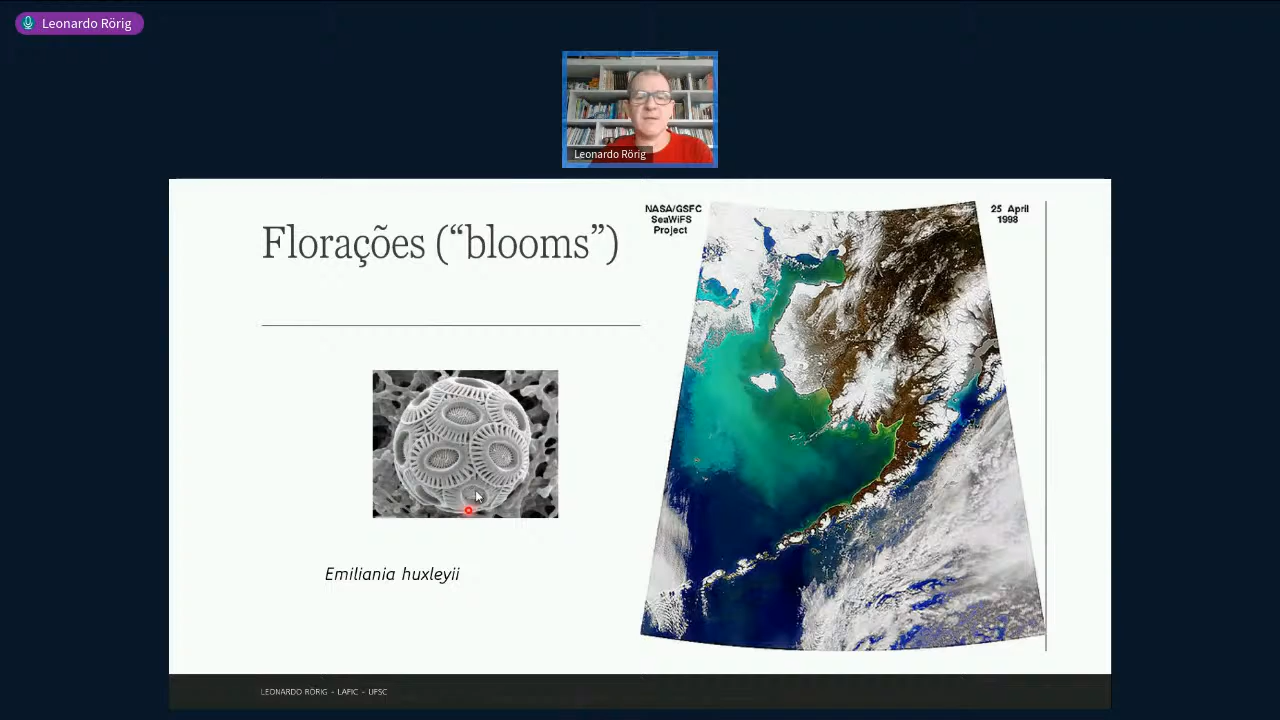 Leonardo Rörig
Leonardo Rörig
Florações (“blooms”)
NASA/GSFC
SeaWiFS
Project
25 April
1998
Emiliania huxleyii
LEONARDO RÖRIG - LAFIC - UFSC